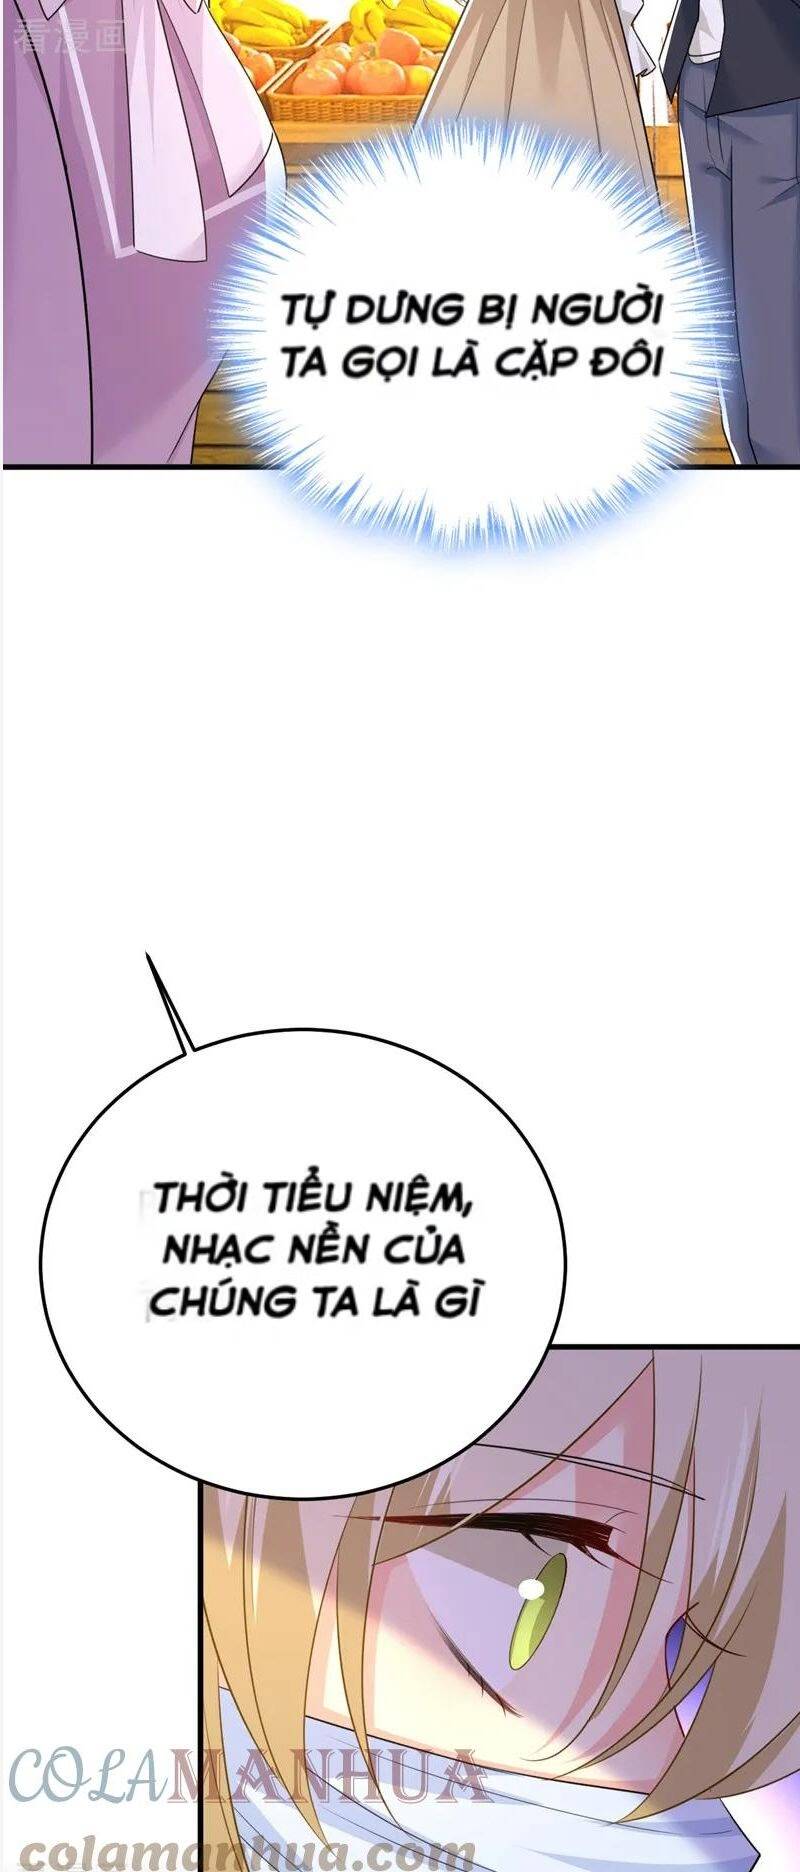 看漫画
TỰ DƯNG BỊ NGƯỜI
TA GỌI LÀ CẶP ĐÔI
THỜI TIỂU NIỆM,
NHẠC NỀN CỦA
CHÚNG TA LÀ GÌ
COLAMANHUA
colamanhua.com